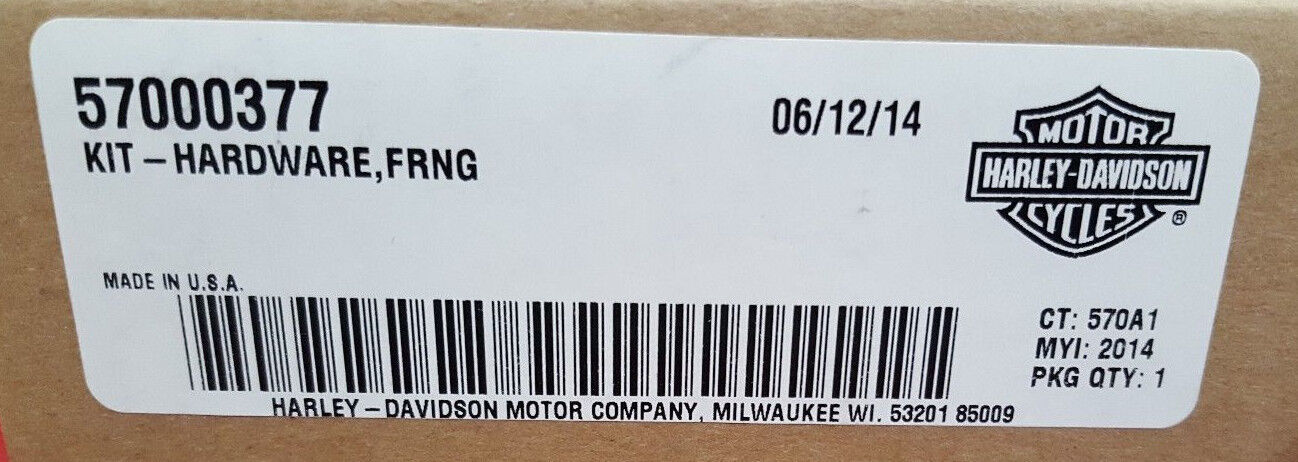 57000377
06/12/14
KIT – HARDWARE,FRNG
MOTOR
HARLEY-DAVIDSON
CYCLES
®
MADE IN U.S.A.
CT: 570A1
MYI: 2014
PKG QTY: 1
HARLEY – DAVIDSON MOTOR COMPANY, MILWAUKEE WI. 53201 85009